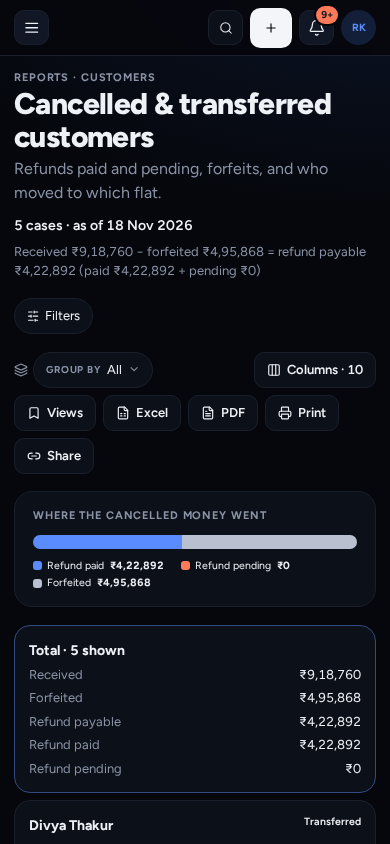 9+
RK
REPORTS · CUSTOMERS
Cancelled & transferred
customers
Refunds paid and pending, forfeits, and who
moved to which flat.
5 cases · as of 18 Nov 2026
Received ₹9,18,760 − forfeited ₹4,95,868 = refund payable
₹4,22,892 (paid ₹4,22,892 + pending ₹0)
Filters
GROUP BY All
Columns · 10
Views
Excel
PDF
Print
Share
WHERE THE CANCELLED MONEY WENT
Refund paid ₹4,22,892 Refund pending ₹0
Forfeited ₹4,95,868
Total · 5 shown
Received ₹9,18,760
Forfeited ₹4,95,868
Refund payable ₹4,22,892
Refund paid ₹4,22,892
Refund pending ₹0
Divya Thakur Transferred